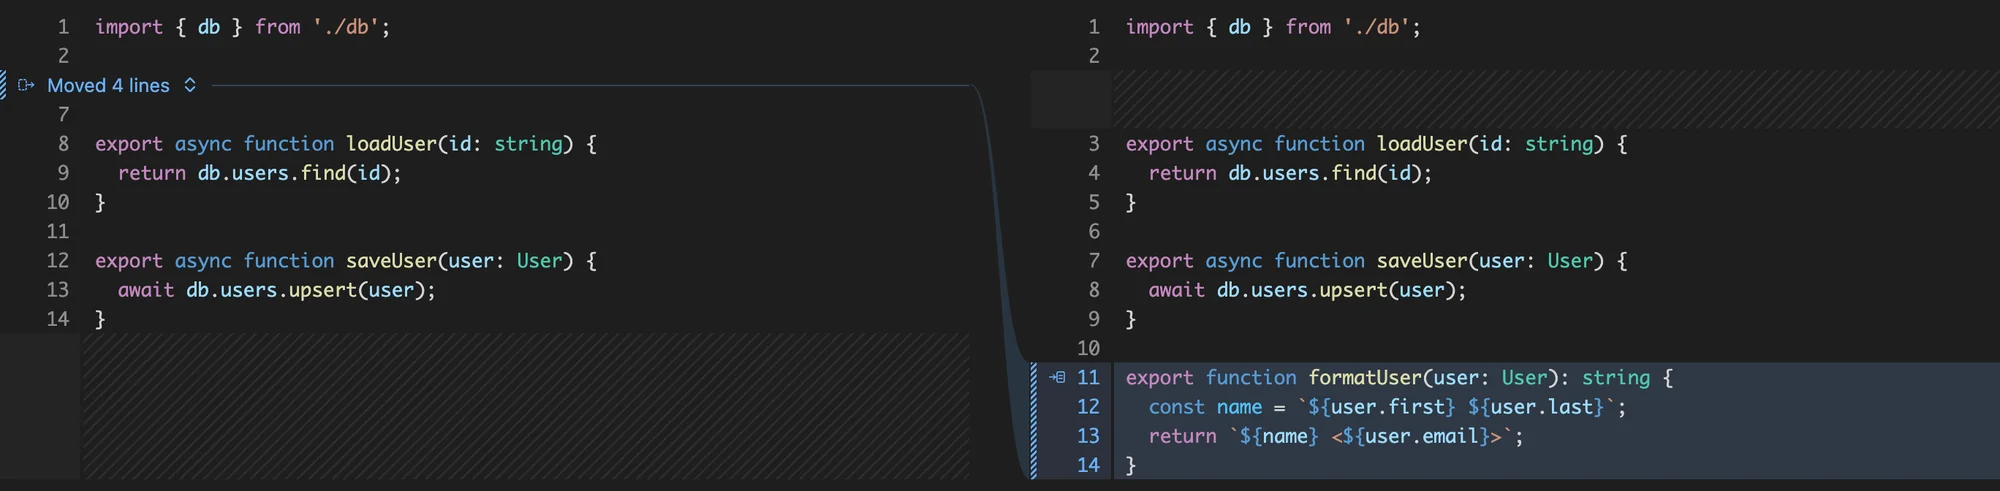 1 import { db } from './db';
2
Moved 4 lines
7
8 export async function loadUser(id: string) {
9   return db.users.find(id);
10 }
11
12 export async function saveUser(user: User) {
13   await db.users.upsert(user);
14 }
1 import { db } from './db';
2
3 export async function loadUser(id: string) {
4   return db.users.find(id);
5 }
6
7 export async function saveUser(user: User) {
8   await db.users.upsert(user);
9 }
10
11 export function formatUser(user: User): string {
12   const name = `${user.first} ${user.last}`;
13   return `${name} <${user.email}>`;
14 }